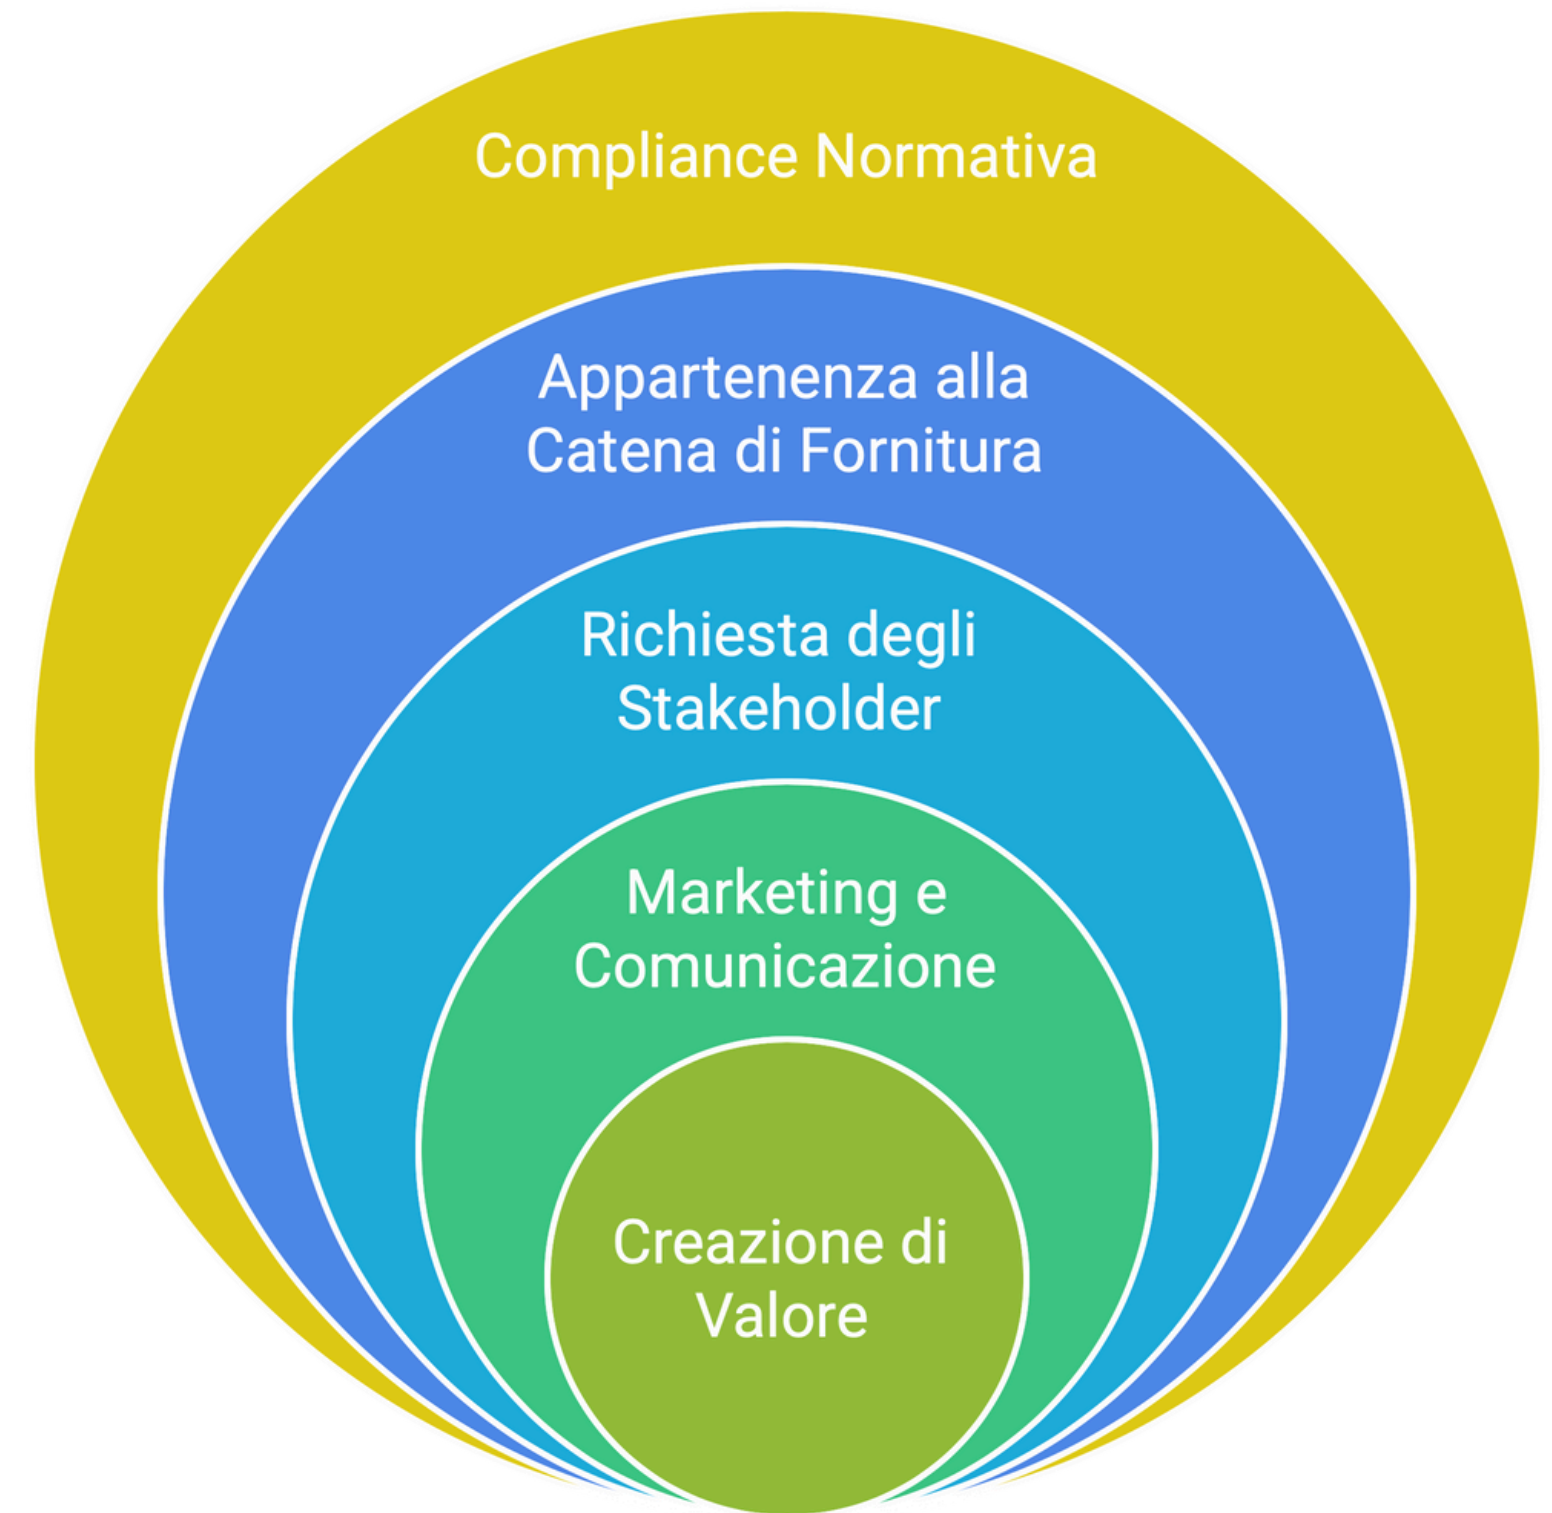 Compliance Normativa
Appartenenza alla
Catena di Fornitura
Richiesta degli
Stakeholder
Marketing e
Comunicazione
Creazione di
Valore